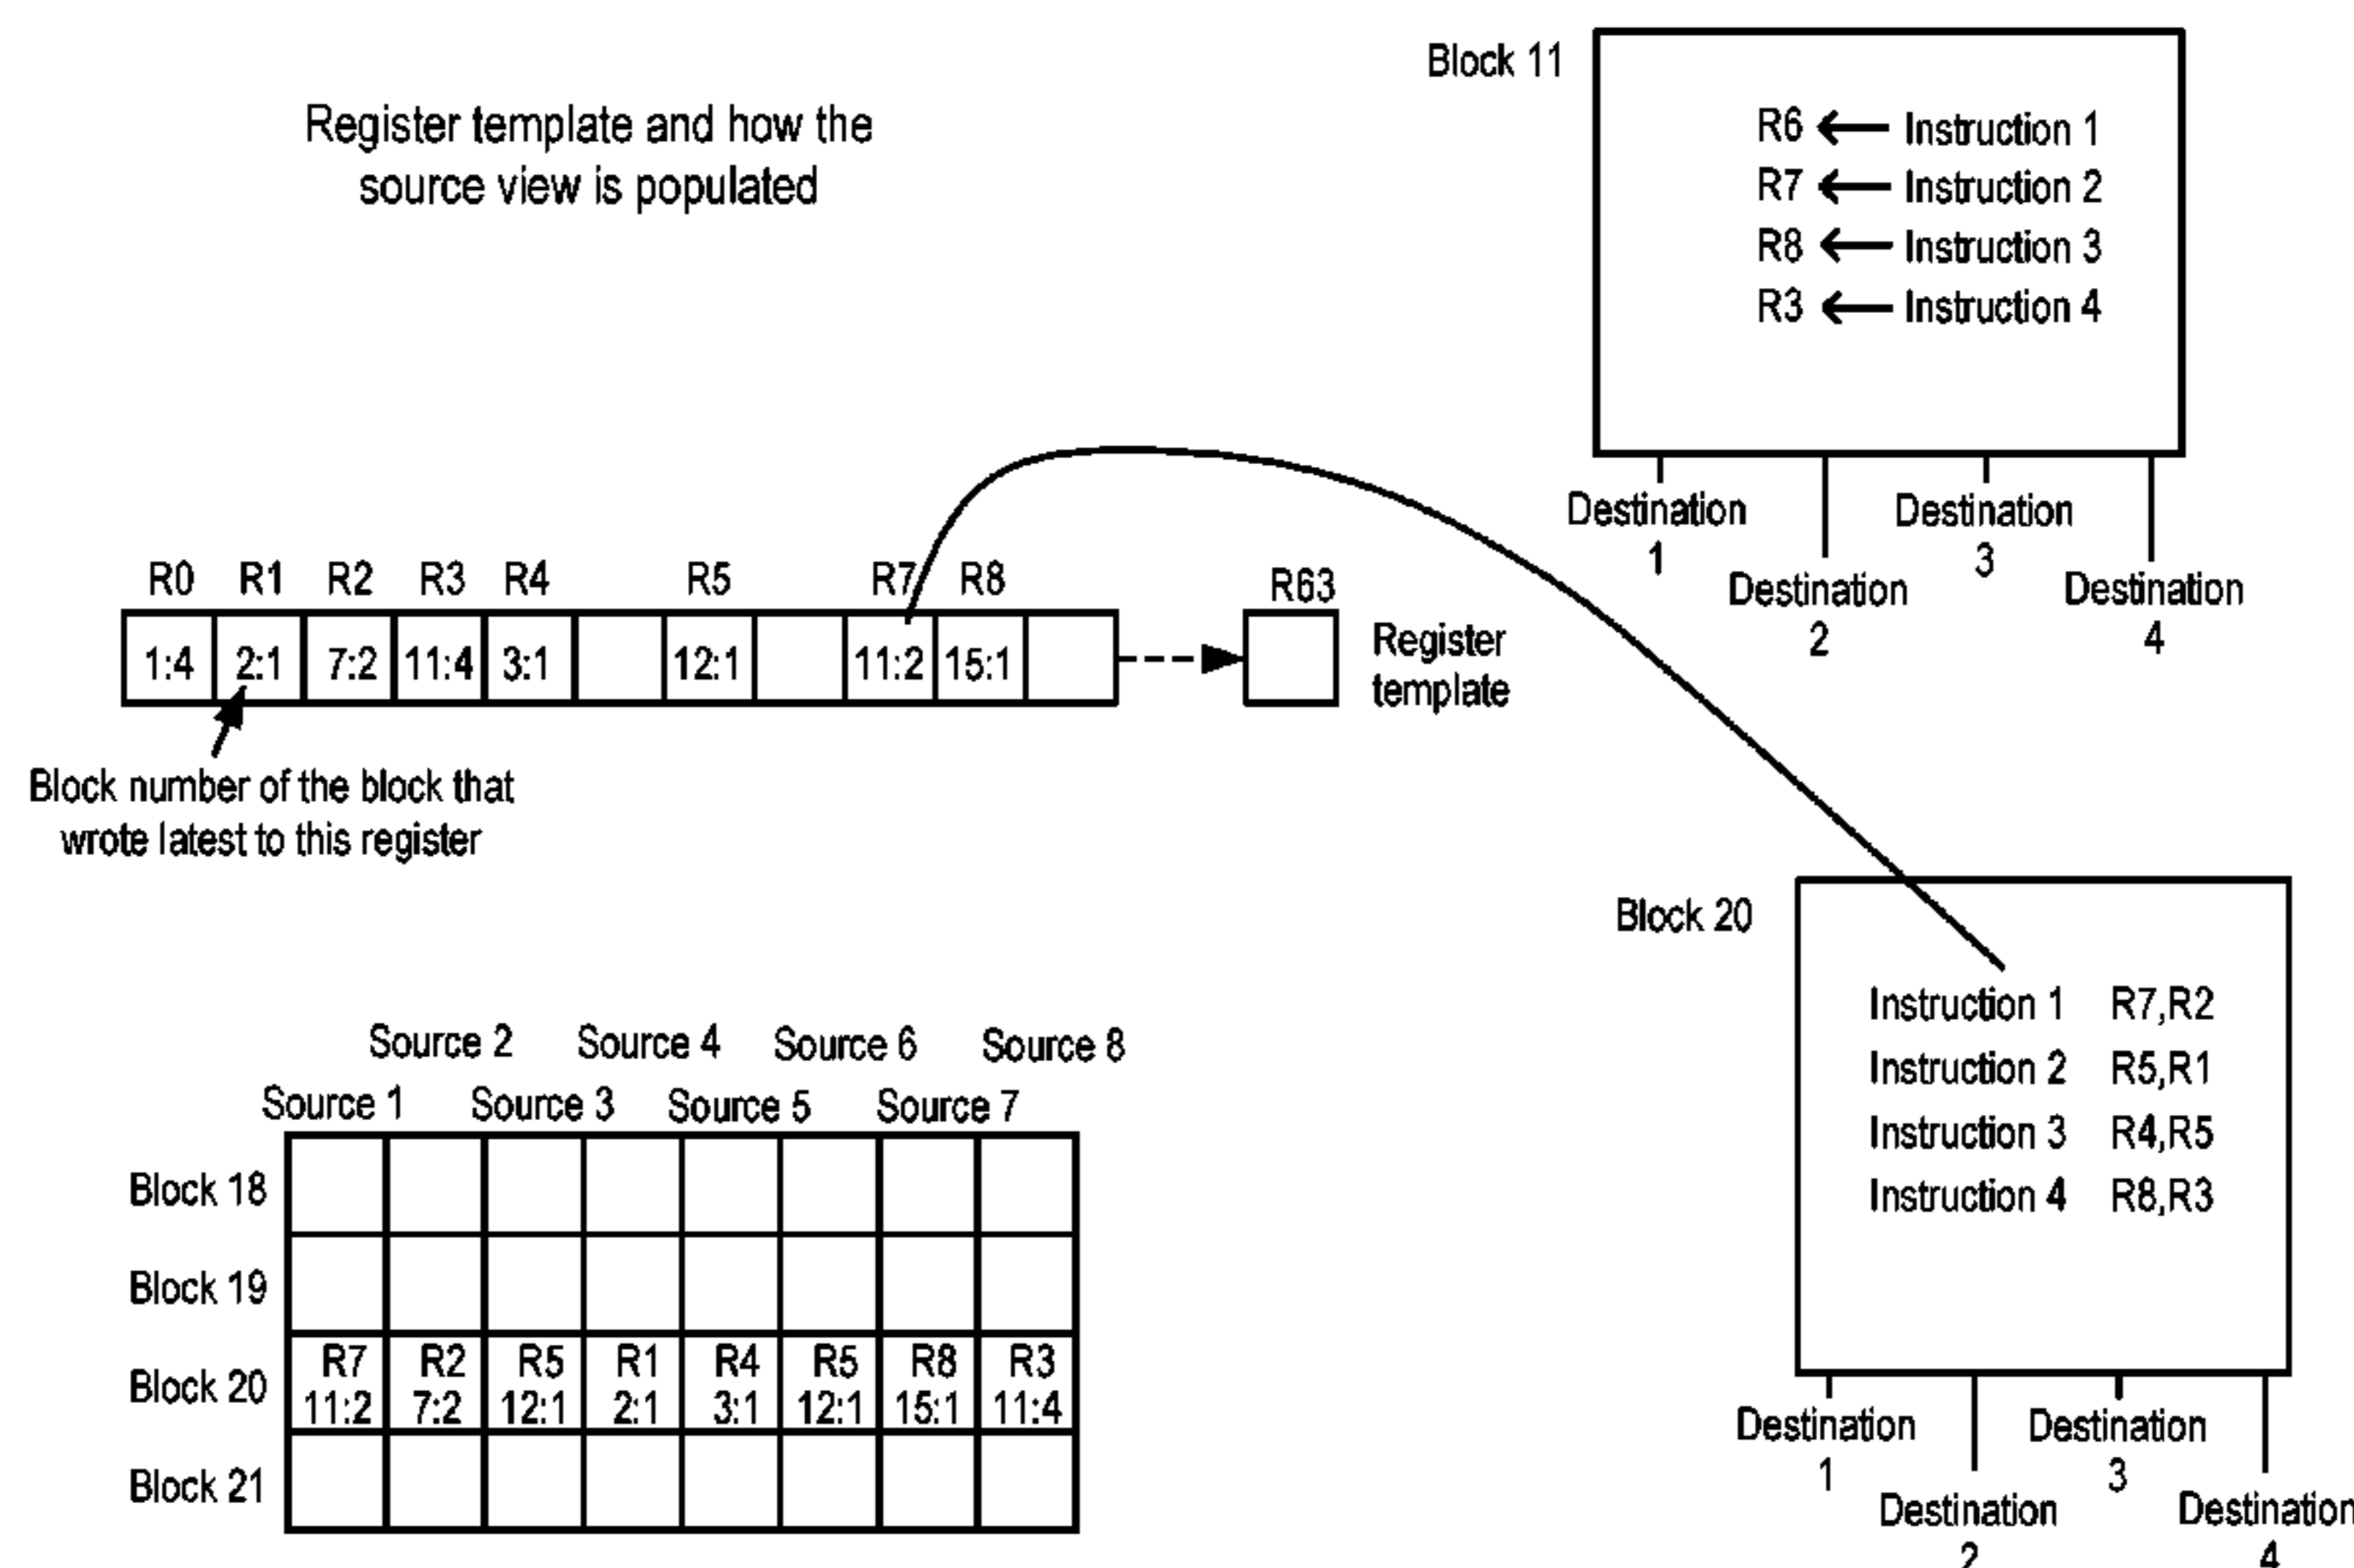 Register template and how the
source view is populated
Block 11
R6 ← Instruction 1
R7 ← Instruction 2
R8 ← Instruction 3
R3 ← Instruction 4
Destination
1
Destination
2
Destination
3
Destination
4
R0 R1 R2 R3 R4 R5 R7 R8 R63
1:4 2:1 7:2 11:4 3:1 12:1 11:2 15:1
Register
template
Block number of the block that
wrote latest to this register
Block 20
Instruction 1 R7,R2
Instruction 2 R5,R1
Instruction 3 R4,R5
Instruction 4 R8,R3
Destination
1
Destination
2
Destination
3
Destination
4
Source 2 Source 4 Source 6 Source 8
Source 1 Source 3 Source 5 Source 7
Block 18
Block 19
Block 20
R7 R2 R5 R1 R4 R5 R8 R3
11:2 7:2 12:1 2:1 3:1 12:1 15:1 11:4
Block 21